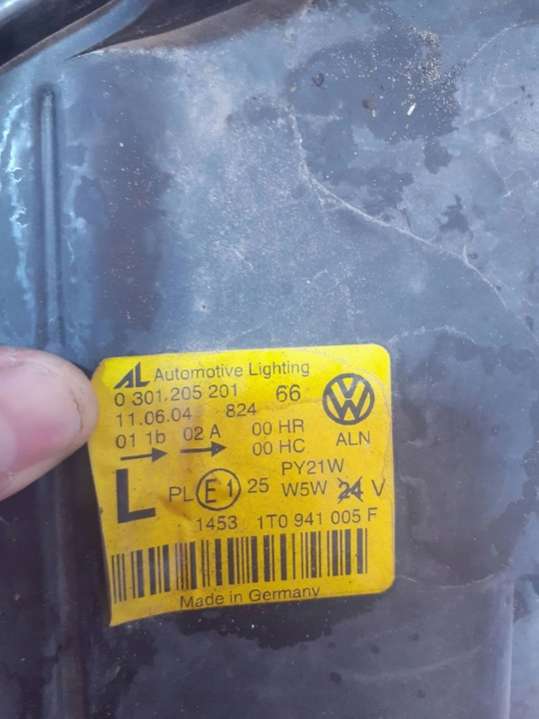 AL Automotive Lighting
0 301 205 201 66
11.06.04 824
01 1b 02 A 00 HR ALN
00 HC
PY21W
L PL E1 25 W5W 24 V
1453 1T0 941 005 F
Made in Germany